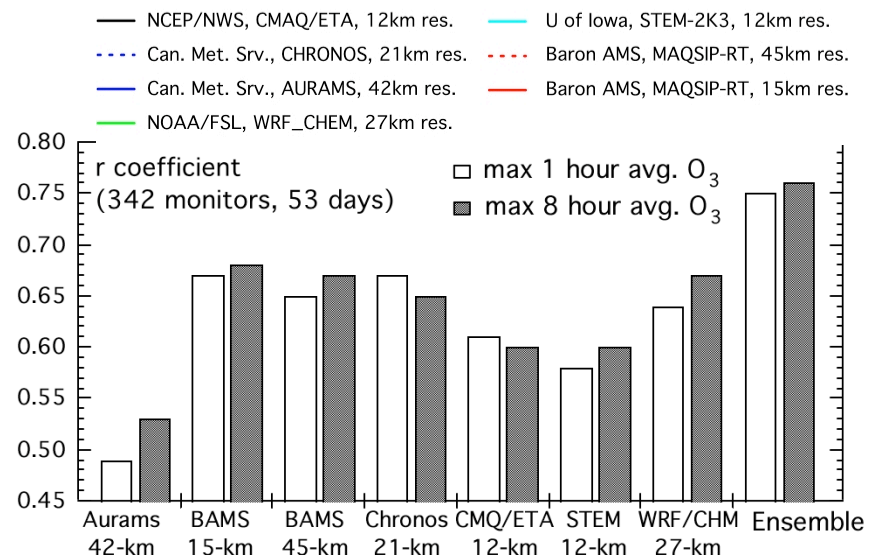 NCEP/NWS, CMAQ/ETA, 12km res.
U of Iowa, STEM-2K3, 12km res.
Can. Met. Srv., CHRONOS, 21km res.
Baron AMS, MAQSIP-RT, 45km res.
Can. Met. Srv., AURAMS, 42km res.
Baron AMS, MAQSIP-RT, 15km res.
NOAA/FSL, WRF_CHEM, 27km res.
r coefficient
(342 monitors, 53 days)
max 1 hour avg. O3
max 8 hour avg. O3
0.80
0.75
0.70
0.65
0.60
0.55
0.50
0.45
Aurams BAMS BAMS Chronos CMQ/ETA STEM WRF/CHM Ensemble
42-km 15-km 45-km 21-km 12-km 12-km 27-km